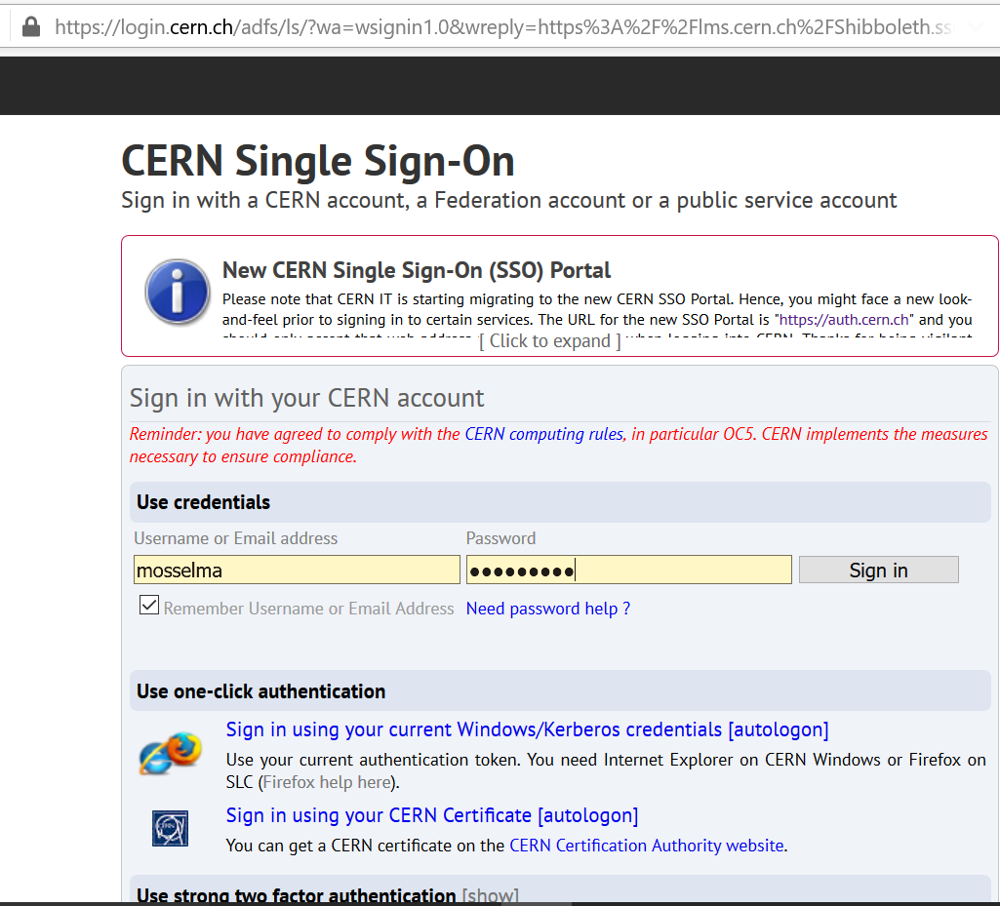 https://login.cern.ch/adfs/ls/?wa=wsignin1.0&wreply=https%3A%2F%2Flms.cern.ch%2FShibboleth.ss
CERN Single Sign-On
Sign in with a CERN account, a Federation account or a public service account
New CERN Single Sign-On (SSO) Portal
Please note that CERN IT is starting migrating to the new CERN SSO Portal. Hence, you might face a new look-
and-feel prior to signing in to certain services. The URL for the new SSO Portal is "https://auth.cern.ch" and you
should only accept that web address [ Click to expand ] when logging into CERN. Thanks for being vigilant
Sign in with your CERN account
Reminder: you have agreed to comply with the CERN computing rules, in particular OC5. CERN implements the measures
necessary to ensure compliance.
Use credentials
Username or Email address Password
mosselma ●●●●●●●●● Sign in
Remember Username or Email Address Need password help ?
Use one-click authentication
Sign in using your current Windows/Kerberos credentials [autologon]
Use your current authentication token. You need Internet Explorer on CERN Windows or Firefox on
SLC (Firefox help here).
CERN
Sign in using your CERN Certificate [autologon]
You can get a CERN certificate on the CERN Certification Authority website.
Use strong two factor authentication [show]